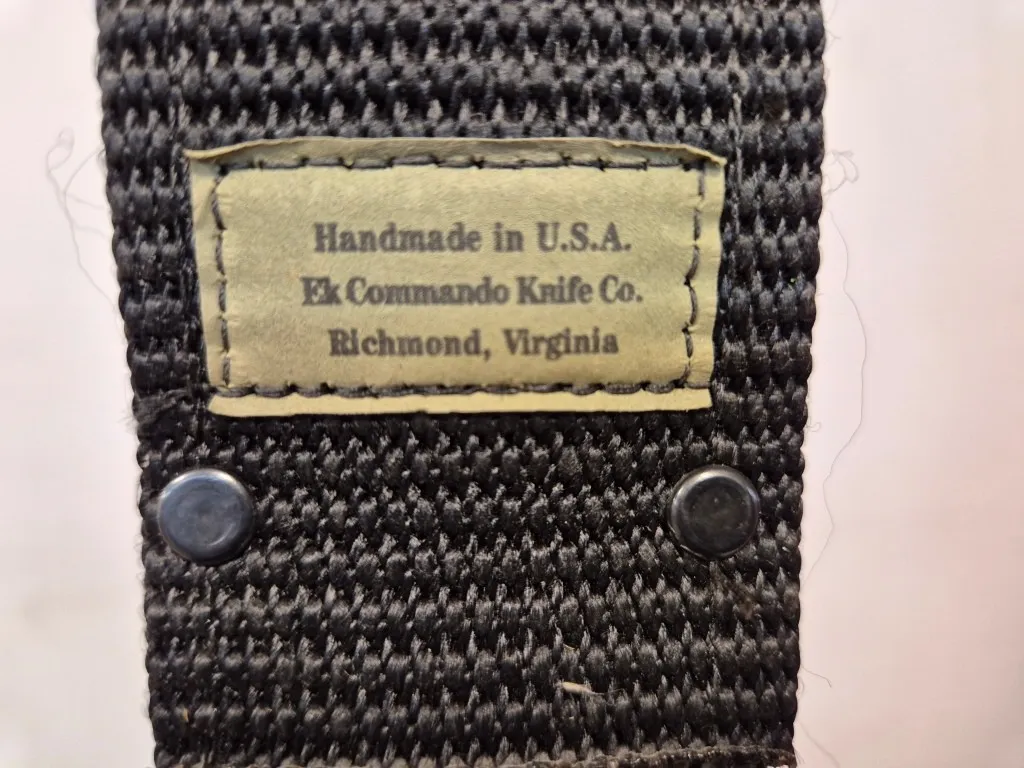 Handmade in U.S.A.
Ek Commando Knife Co.
Richmond, Virginia